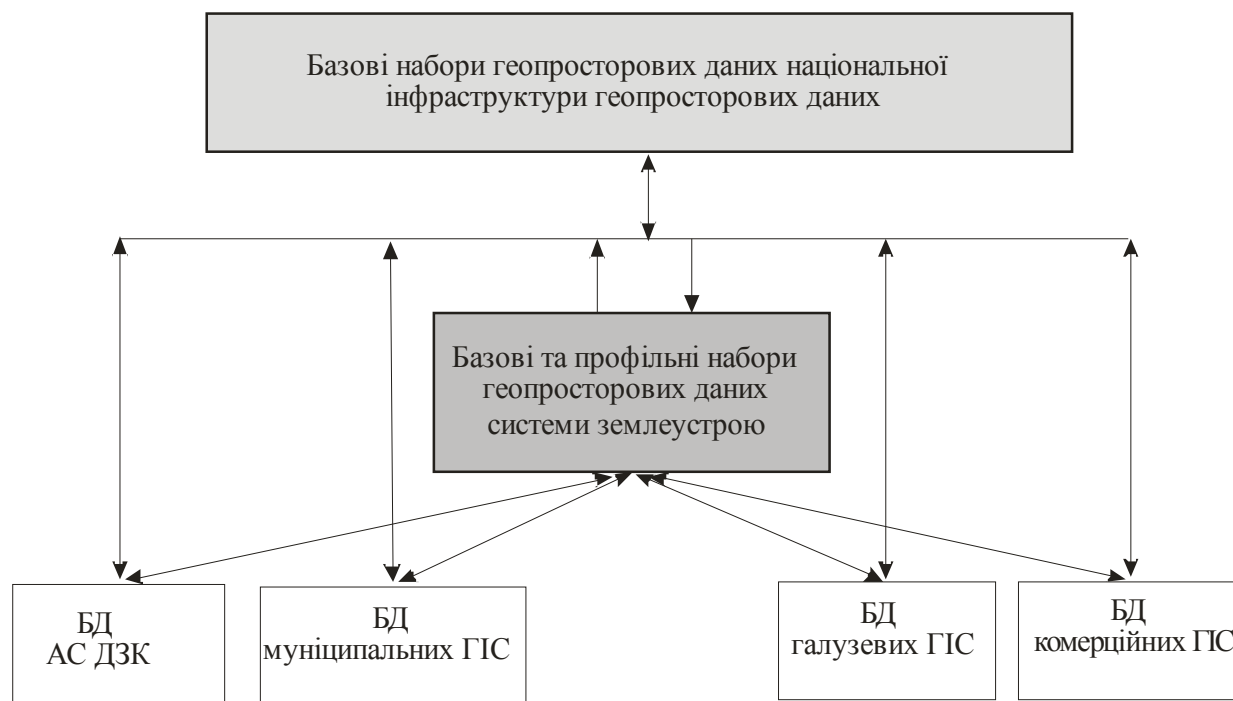 Базові набори геопросторових даних національної
інфраструктури геопросторових даних
Базові та профільні набори
геопросторових даних
системи землеустрою
БД
АС ДЗК
БД
муніципальних ГІС
БД
галузевих ГІС
БД
комерційних ГІС